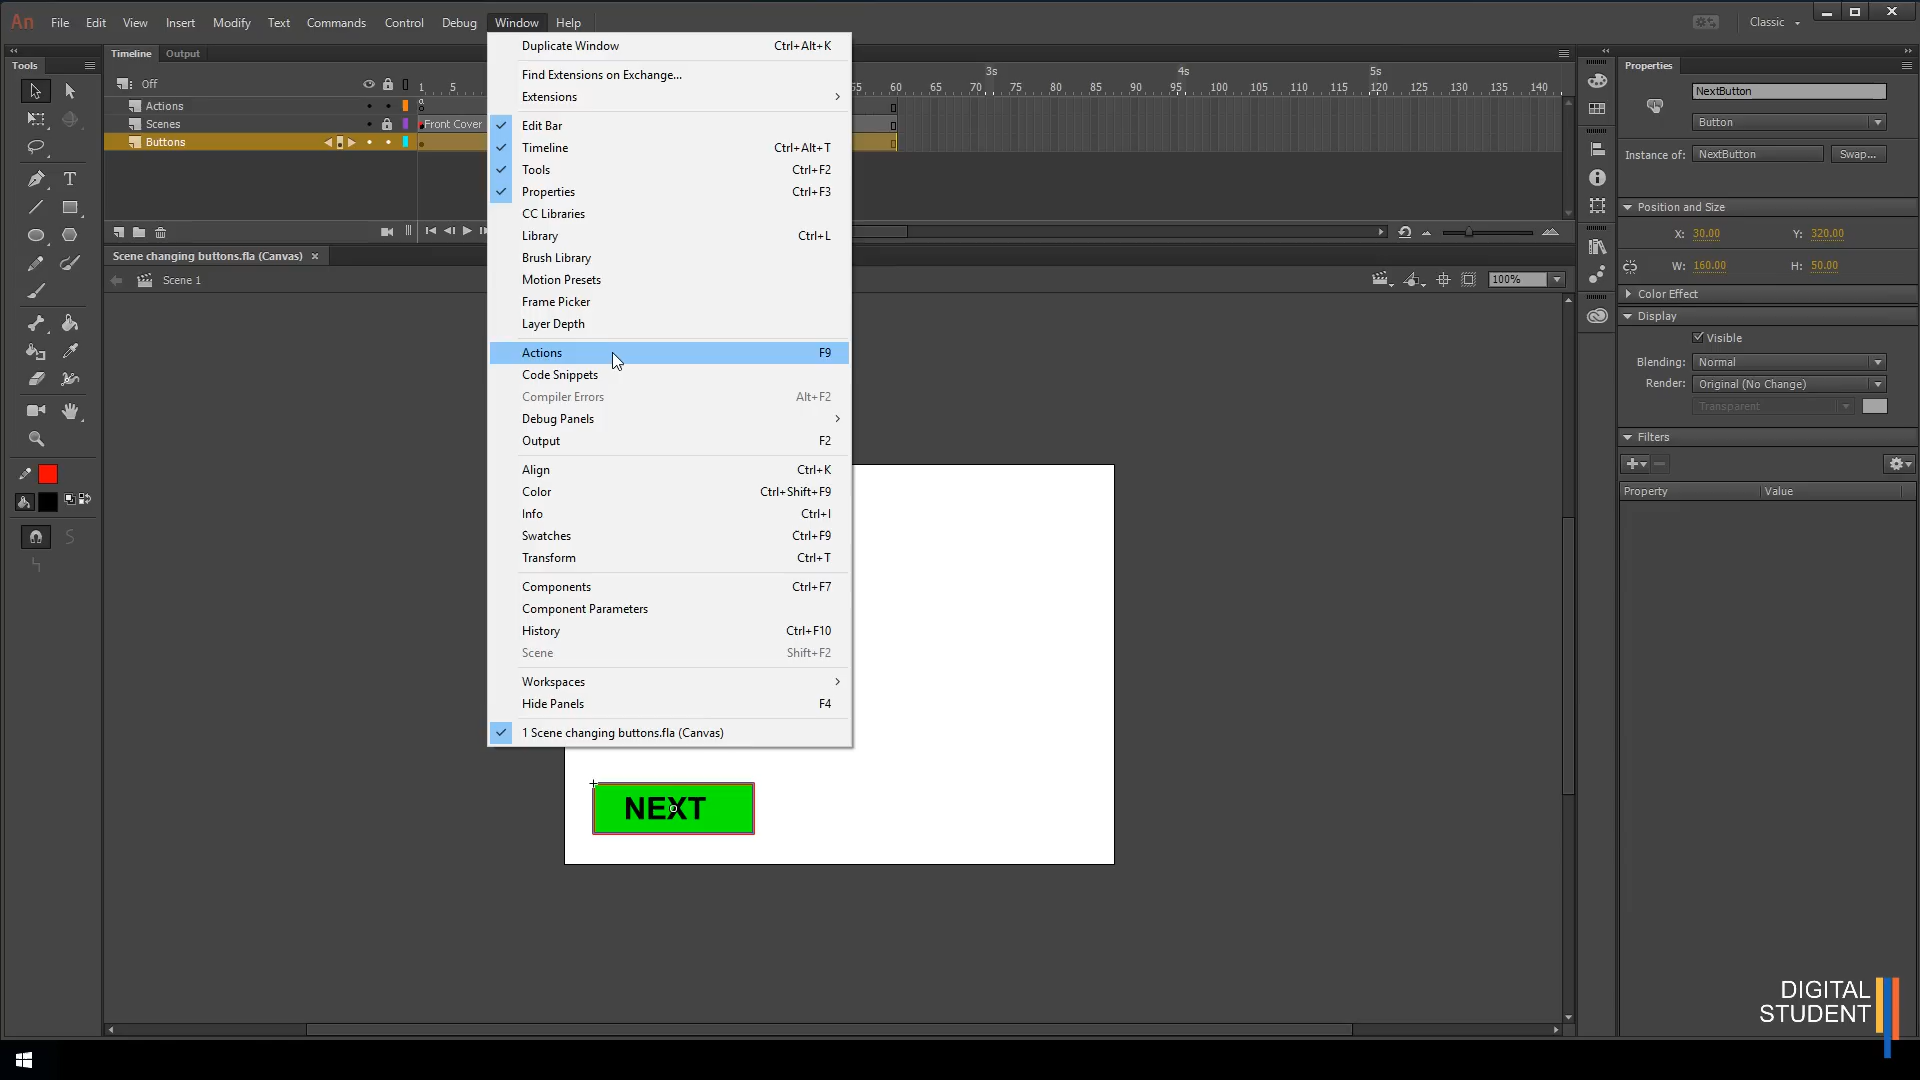 An File Edit View Insert Modify Text Commands Control Debug Window Help Classic
Tools
Timeline Output
Off
1 5
3s 4s 5s
55 60 65 70 75 80 85 90 95 100 105 110 115 120 125 130 135 140
Actions
Scenes
Front Cover
Buttons
Scene changing buttons.fla (Canvas) ×
Scene 1
100%
Duplicate Window Ctrl+Alt+K
Find Extensions on Exchange...
Extensions
Edit Bar
Timeline Ctrl+Alt+T
Tools Ctrl+F2
Properties Ctrl+F3
CC Libraries
Library Ctrl+L
Brush Library
Motion Presets
Frame Picker
Layer Depth
Actions F9
Code Snippets
Compiler Errors Alt+F2
Debug Panels
Output F2
Align Ctrl+K
Color Ctrl+Shift+F9
Info Ctrl+I
Swatches Ctrl+F9
Transform Ctrl+T
Components Ctrl+F7
Component Parameters
History Ctrl+F10
Scene Shift+F2
Workspaces
Hide Panels F4
1 Scene changing buttons.fla (Canvas)
NEXT
Properties
NextButton
Button
Instance of: NextButton Swap...
Position and Size
X: 30.00 Y: 320.00
W: 160.00 H: 50.00
Color Effect
Display
Visible
Blending: Normal
Render: Original (No Change)
Transparent
Filters
Property Value
DIGITAL
STUDENT